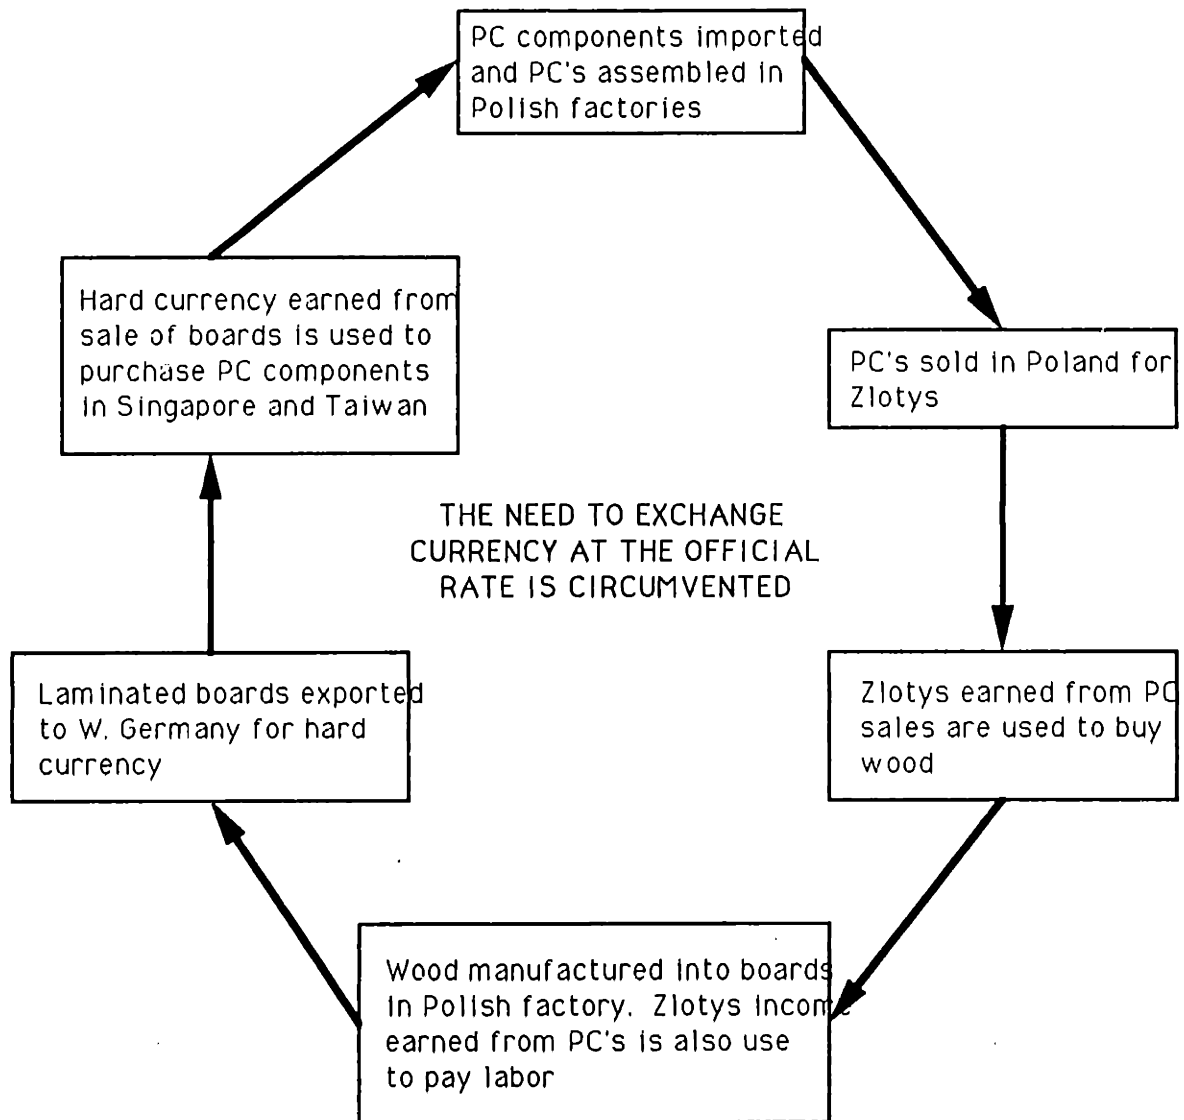 PC components imported
and PC's assembled in
Polish factories
PC's sold in Poland for
Zlotys
Zlotys earned from PC
sales are used to buy
wood
Wood manufactured into boards
in Polish factory. Zlotys income
earned from PC's is also use
to pay labor
Laminated boards exported
to W. Germany for hard
currency
Hard currency earned from
sale of boards is used to
purchase PC components
in Singapore and Taiwan
THE NEED TO EXCHANGE
CURRENCY AT THE OFFICIAL
RATE IS CIRCUMVENTED